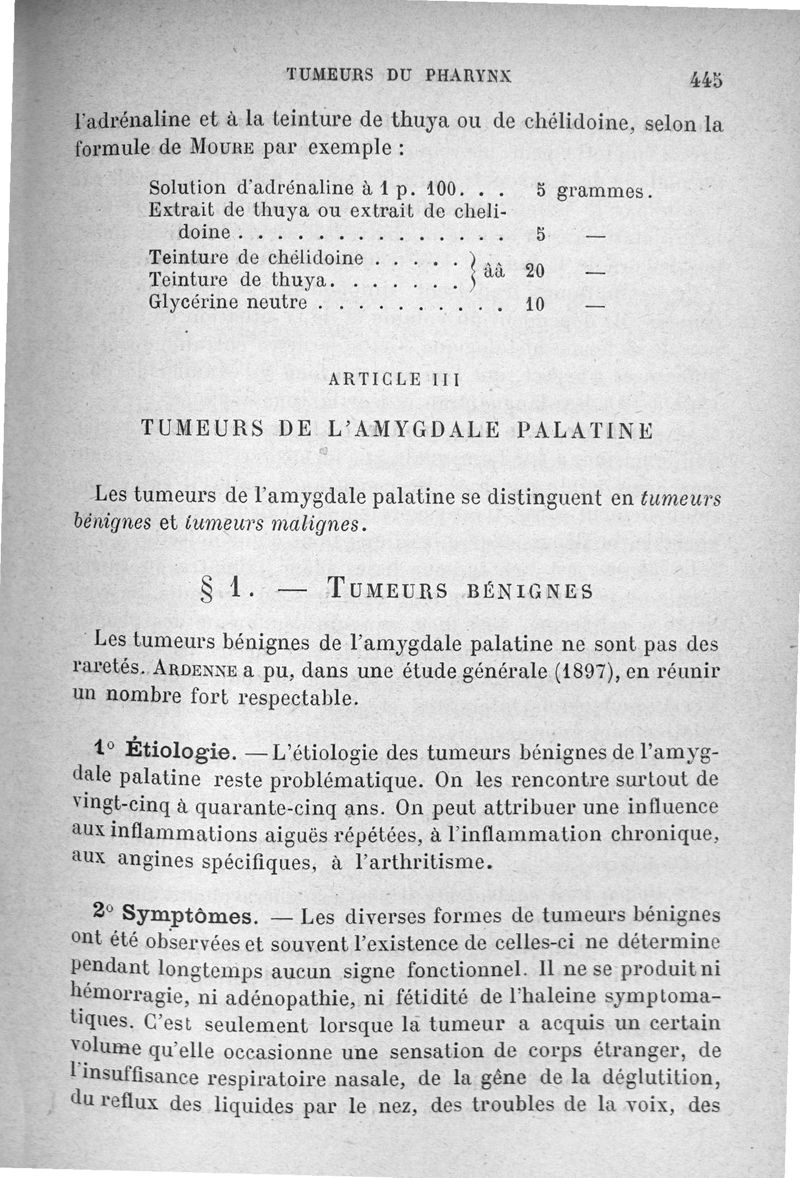 TUMEURS DU PHARYNX 445
l'adrénaline et à la teinture de thuya ou de chélidoine, selon la
formule de MOURE par exemple :
Solution d'adrénaline à 1 p. 100. . . 5 grammes.
Extrait de thuya ou extrait de cheli-
doine . . . . . . . . . . . . . . 5 —
Teinture de chélidoine . . . . . } ââ 20 —
Teinture de thuya. . . . . . . }
Glycérine neutre . . . . . . . . . . 10 —
ARTICLE III
TUMEURS DE L'AMYGDALE PALATINE
Les tumeurs de l'amygdale palatine se distinguent en tumeurs
bénignes et tumeurs malignes.
§ 1. — TUMEURS BÉNIGNES
Les tumeurs bénignes de l'amygdale palatine ne sont pas des
raretés. ARDENNE a pu, dans une étude générale (1897), en réunir
un nombre fort respectable.
1° Étiologie. — L'étiologie des tumeurs bénignes de l'amyg-
dale palatine reste problématique. On les rencontre surtout de
vingt-cinq à quarante-cinq ans. On peut attribuer une influence
aux inflammations aiguës répétées, à l'inflammation chronique,
aux angines spécifiques, à l'arthritisme.
2° Symptômes. — Les diverses formes de tumeurs bénignes
ont été observées et souvent l'existence de celles-ci ne détermine
pendant longtemps aucun signe fonctionnel. Il ne se produit ni
hémorragie, ni adénopathie, ni fétidité de l'haleine symptoma-
tiques. C'est seulement lorsque la tumeur a acquis un certain
volume qu'elle occasionne une sensation de corps étranger, de
l'insuffisance respiratoire nasale, de la gêne de la déglutition,
du reflux des liquides par le nez, des troubles de la voix, des